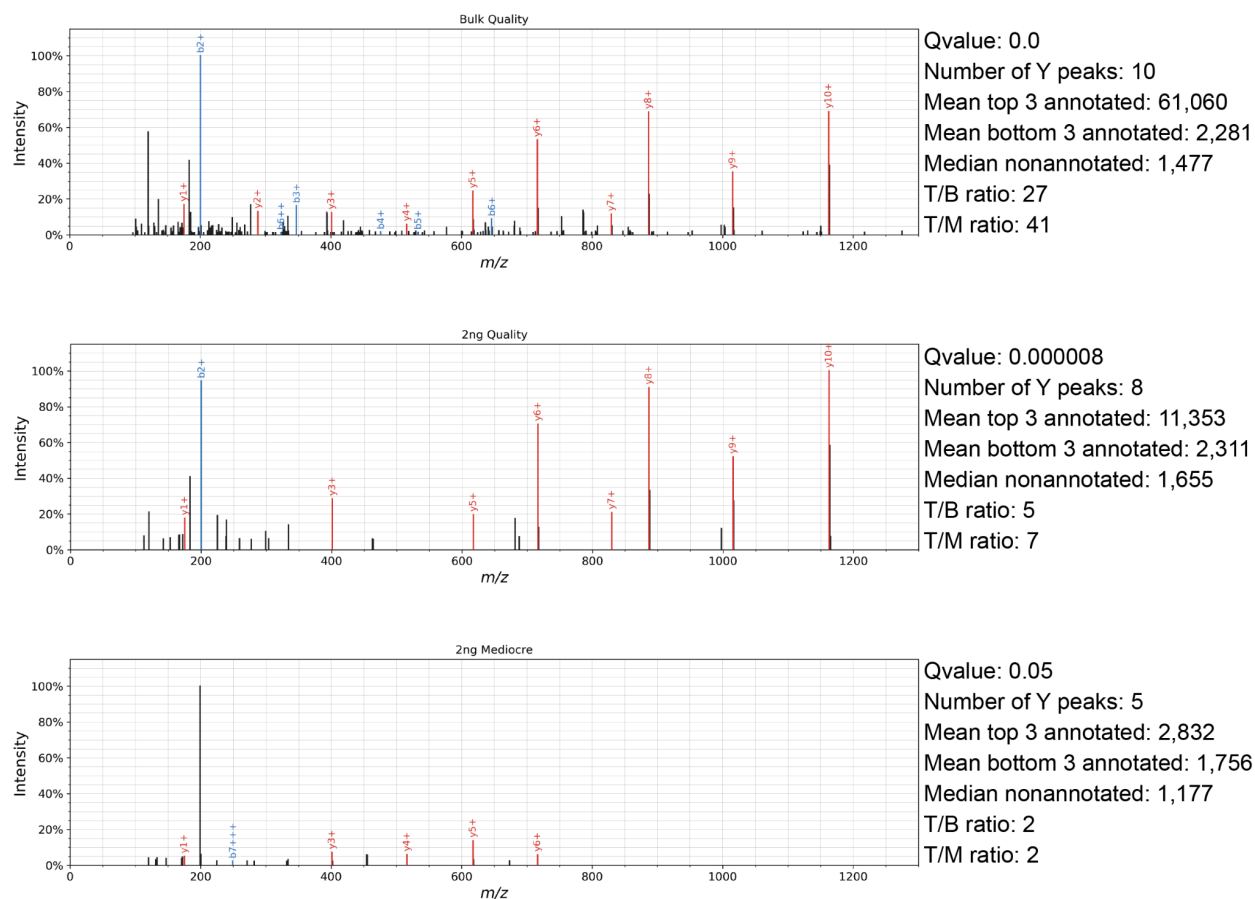 Bulk Quality
100%
80%
60%
40%
20%
0%
Intensity
y1+
b2+
y2+
b6++
b3+
y3+
b4+
y4+
b5+
y5+
b6+
y6+
y7+
y8+
y9+
y10+
0 200 400 600 800 1000 1200
m/z
Qvalue: 0.0
Number of Y peaks: 10
Mean top 3 annotated: 61,060
Mean bottom 3 annotated: 2,281
Median nonannotated: 1,477
T/B ratio: 27
T/M ratio: 41
2ng Quality
100%
80%
60%
40%
20%
0%
Intensity
y1+
b2+
y3+
y5+
y6+
y7+
y8+
y9+
y10+
0 200 400 600 800 1000 1200
m/z
Qvalue: 0.000008
Number of Y peaks: 8
Mean top 3 annotated: 11,353
Mean bottom 3 annotated: 2,311
Median nonannotated: 1,655
T/B ratio: 5
T/M ratio: 7
2ng Mediocre
100%
80%
60%
40%
20%
0%
Intensity
y1+
b7+++
y3+
y4+
y5+
y6+
0 200 400 600 800 1000 1200
m/z
Qvalue: 0.05
Number of Y peaks: 5
Mean top 3 annotated: 2,832
Mean bottom 3 annotated: 1,756
Median nonannotated: 1,177
T/B ratio: 2
T/M ratio: 2